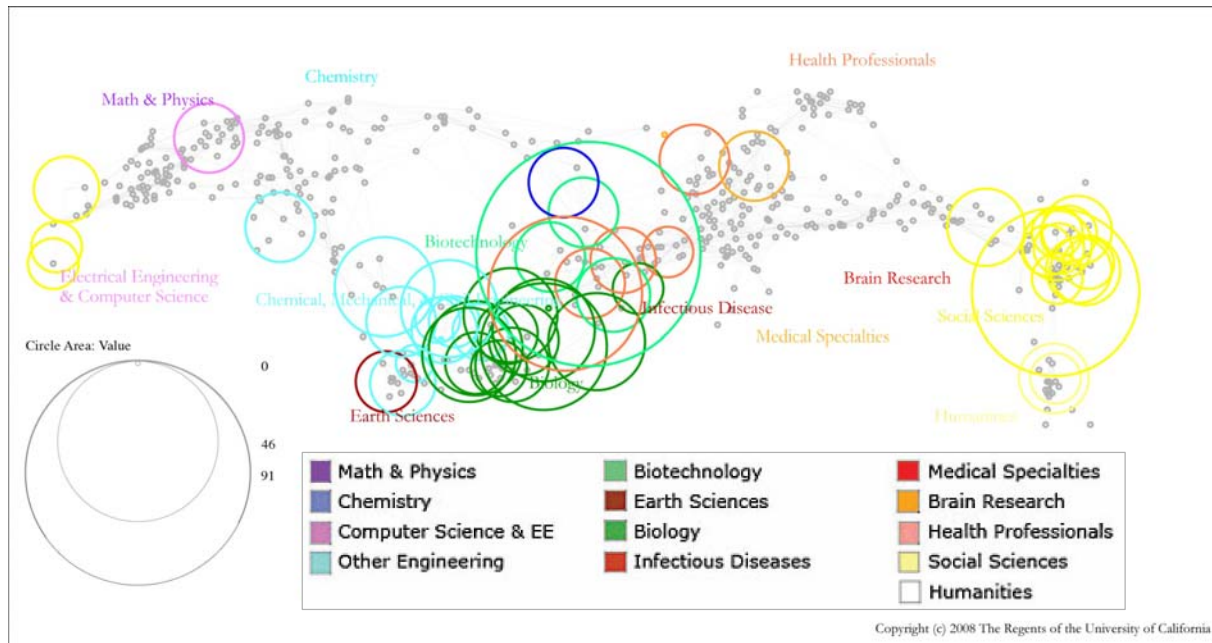 Health Professionals
Chemistry
Math & Physics
Biotechnology
Electrical Engineering
& Computer Science
Brain Research
Chemical, Mechanical,
Infectious Disease
Social Sciences
Medical Specialties
Circle Area: Value
0
Biology
Earth Sciences
Humanities
46
91
Math & Physics
Chemistry
Computer Science & EE
Other Engineering
Biotechnology
Earth Sciences
Biology
Infectious Diseases
Medical Specialties
Brain Research
Health Professionals
Social Sciences
Humanities
Copyright (c) 2008 The Regents of the University of California